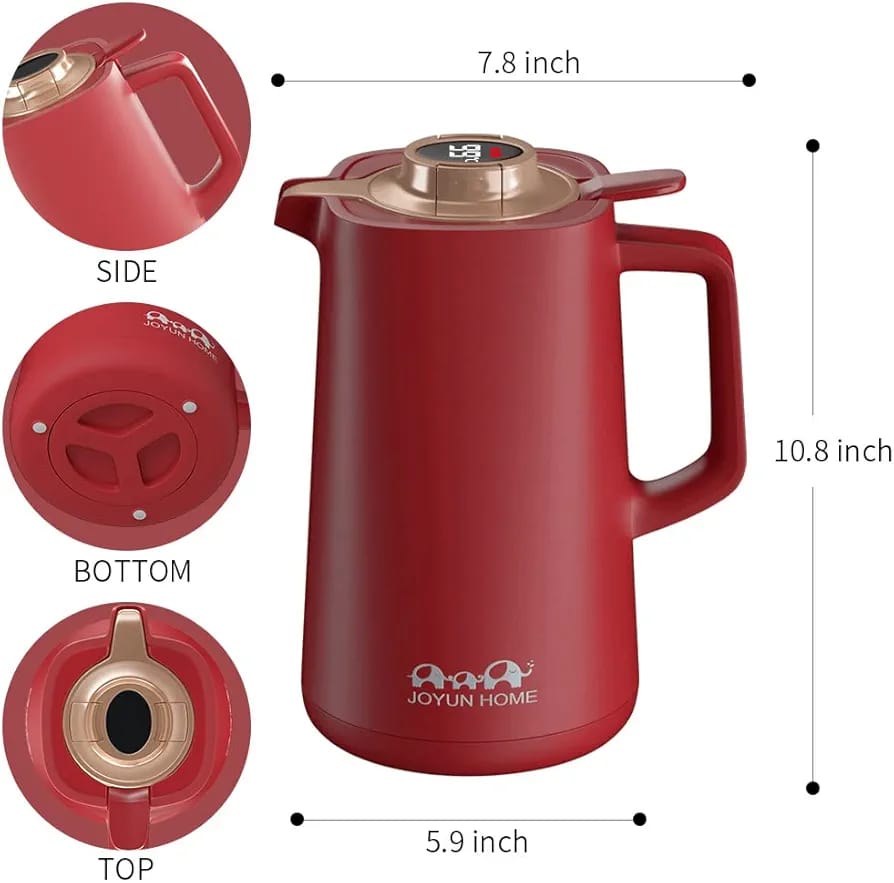 7.8 inch
SIDE
JOYUN HOME
10.8 inch
BOTTOM
JOYUN HOME
5.9 inch
TOP